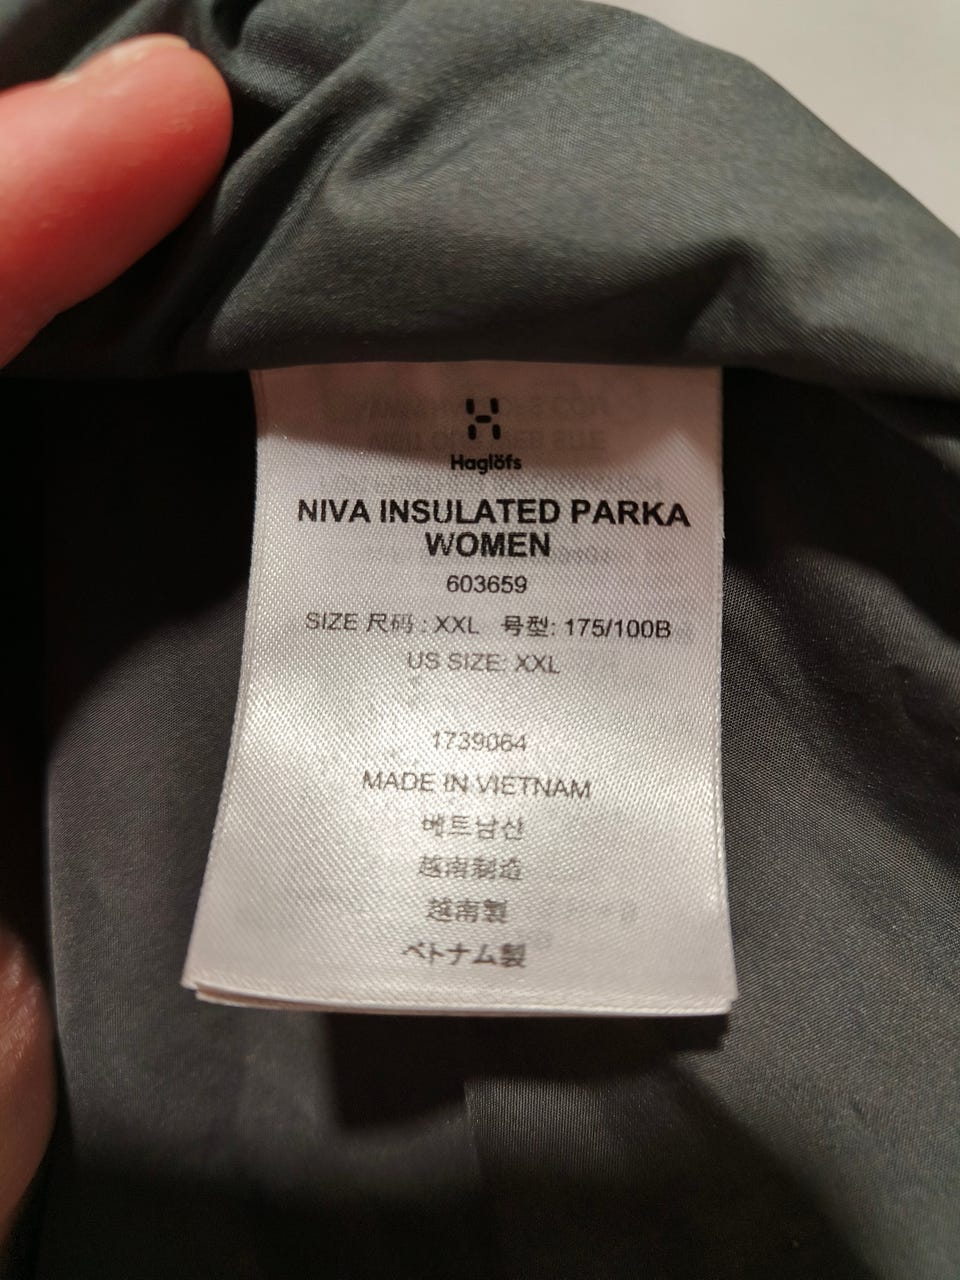 Haglöfs
NIVA INSULATED PARKA
WOMEN
603659
SIZE 尺码 : XXL 号型: 175/100B
US SIZE: XXL
1739064
MADE IN VIETNAM
베트남산
越南制造
越南製
ベトナム製